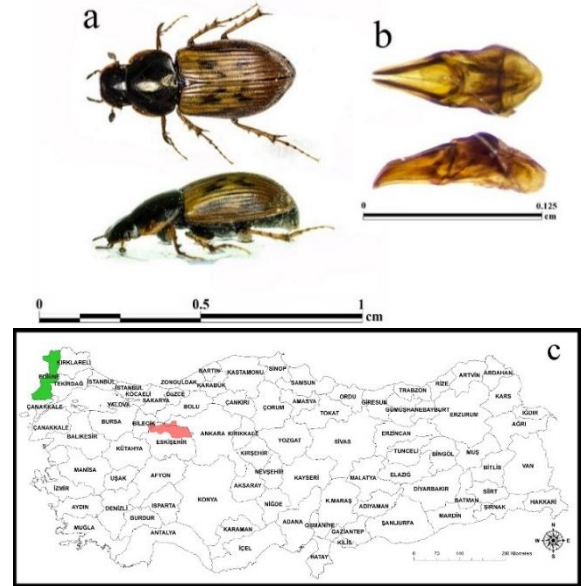 a
b
0 0.125
cm
0 0.5 1
cm
c
KIRKLARELİ
EDİRNE
TEKİRDAĞ
İSTANBUL
İSTANBUL
KOCAELİ
YALOVA
SAKARYA
DÜZCE
ZONGULDAK
BARTIN
KARABÜK
KASTAMONU
SİNOP
BOLU
ÇANKIRI
SAMSUN
ORDU
GİRESUN
TRABZON
RİZE
ARTVİN
ARDAHAN
KARS
ÇANAKKALE
ÇANAKKALE
BALIKESİR
BURSA
BİLECİK
ESKİŞEHİR
ANKARA
KIRIKKALE
ÇORUM
AMASYA
TOKAT
GÜMÜŞHANE
BAYBURT
ERZURUM
IĞDIR
AĞRI
KÜTAHYA
YOZGAT
SİVAS
ERZİNCAN
TUNCELİ
BİNGÖL
MUŞ
KIRŞEHİR
MANİSA
UŞAK
AFYON
NEVŞEHİR
KAYSERİ
MALATYA
ELAZIĞ
BİTLİS
VAN
İZMİR
AYDIN
DENİZLİ
ISPARTA
KONYA
AKSARAY
NİĞDE
K.MARAŞ
ADIYAMAN
DİYARBAKIR
BATMAN
SİİRT
ŞIRNAK
HAKKARİ
MUĞLA
BURDUR
ANTALYA
KARAMAN
İÇEL
ADANA
OSMANİYE
GAZİANTEP
KİLİS
ŞANLIURFA
MARDİN
HATAY
N
W E
S
0 75 150